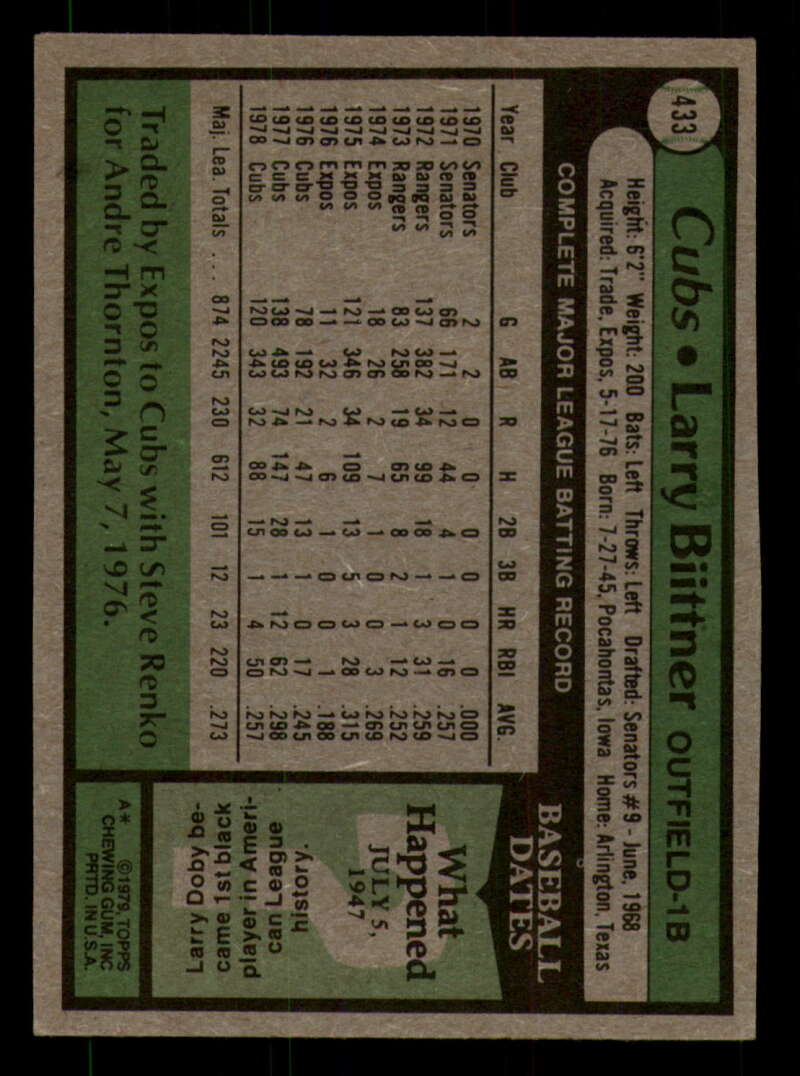 433
Cubs • Larry Biittner OUTFIELD-1B
Height: 6'2" Weight: 200 Bats: Left Throws: Left Drafted: Senators #9 - June, 1968
Acquired: Trade, Expos, 5-17-76 Born: 7-27-45, Pocahontas, Iowa Home: Arlington, Texas
COMPLETE MAJOR LEAGUE BATTING RECORD
Year Club G AB R H 2B 3B HR RBI AVG.
1970 Senators 2 2 0 0 0 0 0 0 .000
1971 Senators 66 171 12 44 4 1 0 16 .257
1972 Rangers 137 382 34 99 18 1 3 31 .259
1973 Rangers 83 258 19 65 8 2 1 12 .252
1974 Expos 18 26 2 7 1 0 0 3 .269
1975 Expos 121 346 34 109 13 5 3 28 .315
1976 Expos 11 32 2 6 1 0 0 1 .188
1976 Cubs 78 192 21 47 13 1 0 17 .245
1977 Cubs 138 493 74 147 28 1 12 62 .298
1978 Cubs 120 343 32 88 15 1 4 50 .257
Maj. Lea. Totals . . . 874 2245 230 612 101 12 23 220 .273
Traded by Expos to Cubs with Steve Renko
for Andre Thornton, May 7, 1976.
BASEBALL
DATES
What
Happened
JULY 5,
1947
Larry Doby be-
came 1st black
player in Ameri-
can League
history.
A* ©1979, TOPPS
CHEWING GUM, INC
PRTD. IN U.S.A.